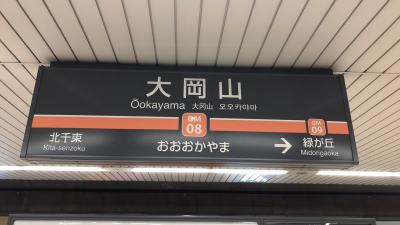 大岡山
Ōokayama 大冈山 오오카야마
OM
08
OM
09
北千束
Kita-senzoku
おおおかやま
→
緑が丘
Midorigaoka